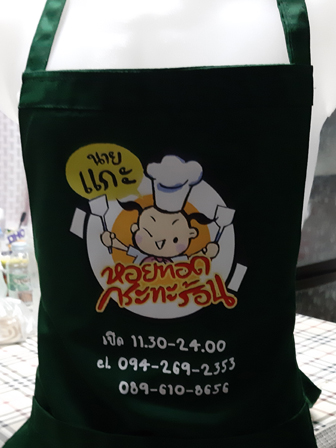 นาย
แกะ
หอยทอด
กระทะร้อน
เปิด 11.30-24.00
โทร 094-269-2353
089-610-8656